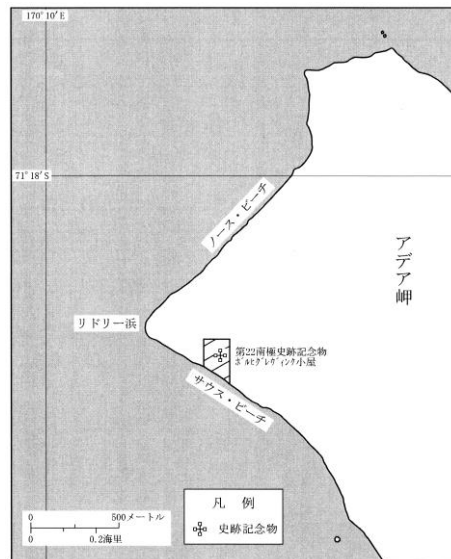 170° 10′ E
71° 18′ S
ノース・ビーチ
アデア岬
リドリー浜
第22南極史跡記念物
ボルヒグレヴィンク小屋
サウス・ビーチ
0 500メートル
0 0.2海里
凡例
史跡記念物